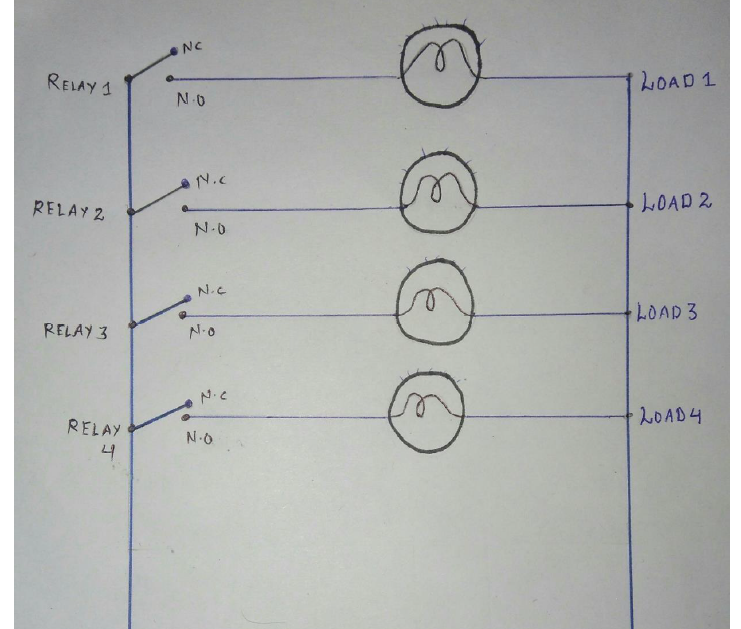 NC
RELAY 1
N.O
LOAD 1
N.C
RELAY 2
N.O
LOAD 2
N.C
RELAY 3
N.O
LOAD 3
N.C
RELAY
4
N.O
LOAD 4